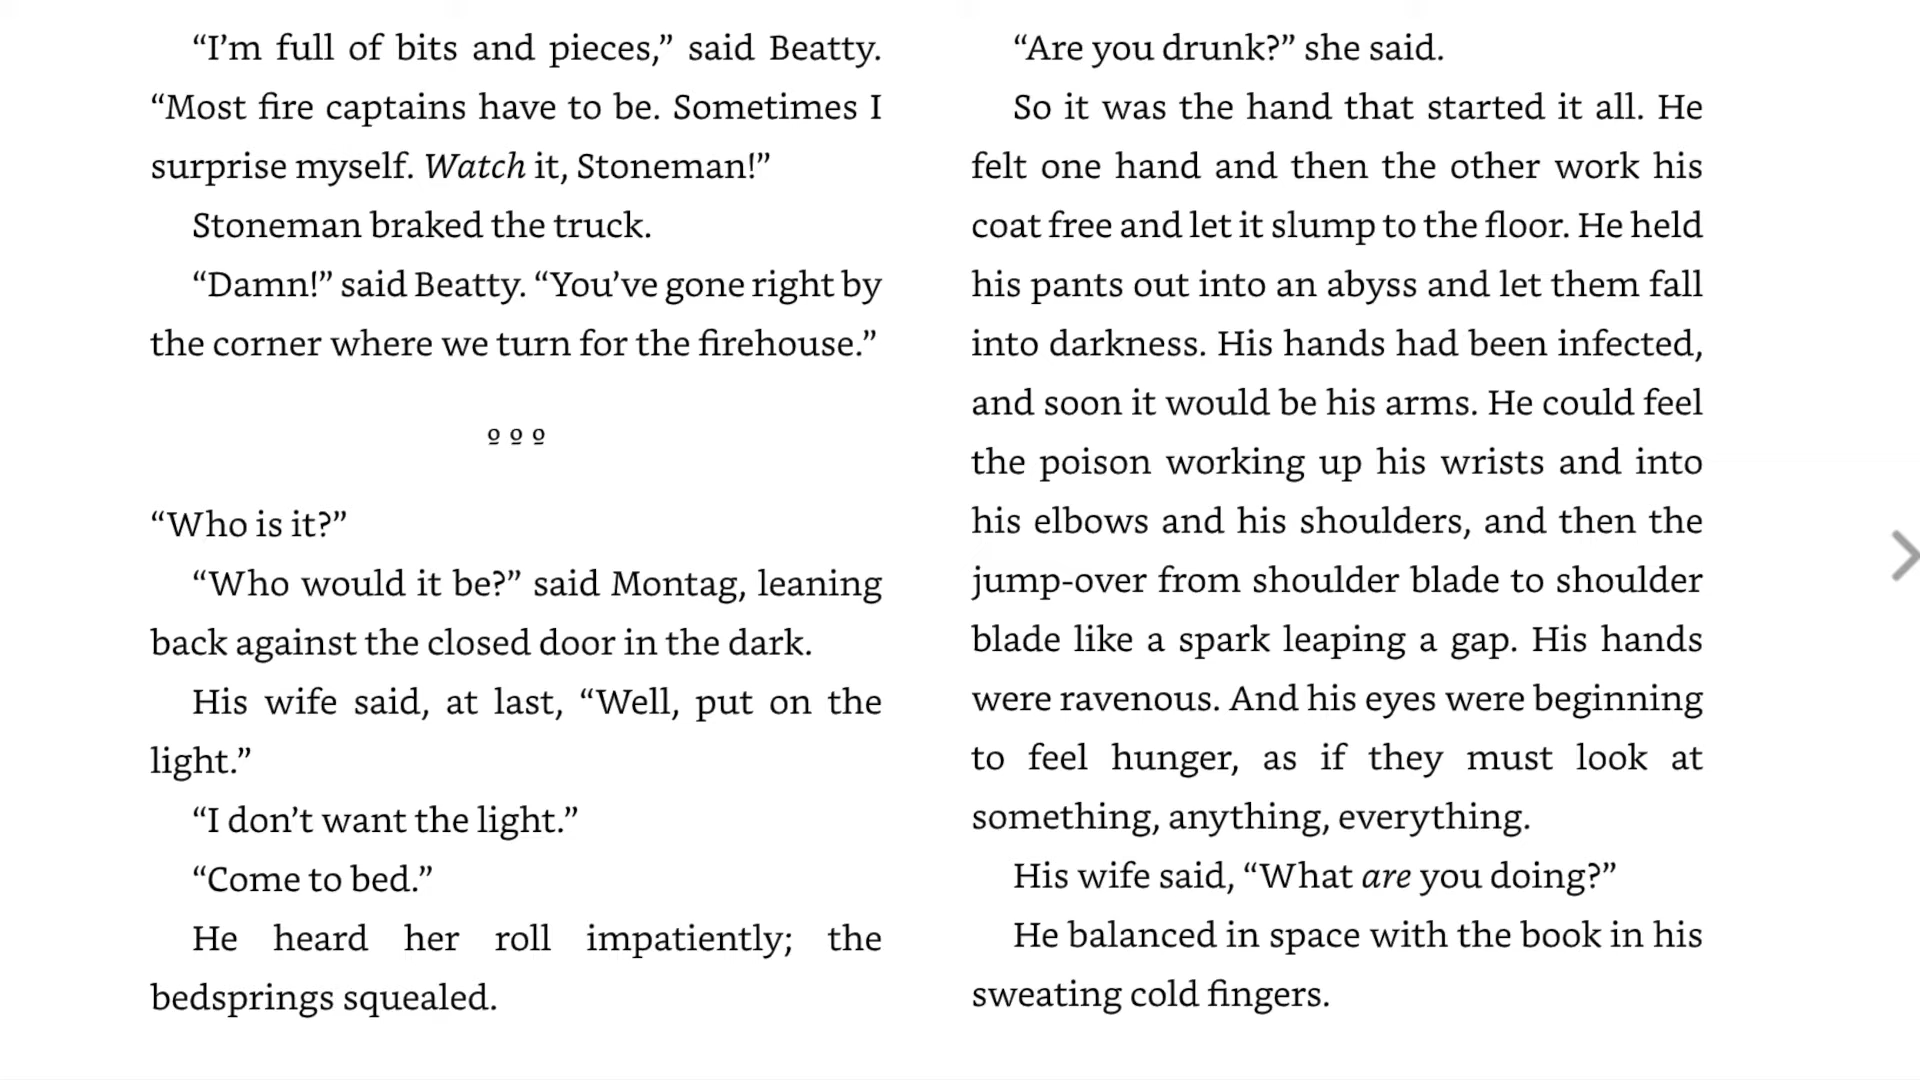 “I’m full of bits and pieces,” said Beatty.
“Most fire captains have to be. Sometimes I
surprise myself. Watch it, Stoneman!”
Stoneman braked the truck.
“Damn!” said Beatty. “You’ve gone right by
the corner where we turn for the firehouse.”
º º º
“Who is it?”
“Who would it be?” said Montag, leaning
back against the closed door in the dark.
His wife said, at last, “Well, put on the
light.”
“I don’t want the light.”
“Come to bed.”
He heard her roll impatiently; the
bedsprings squealed.
“Are you drunk?” she said.
So it was the hand that started it all. He
felt one hand and then the other work his
coat free and let it slump to the floor. He held
his pants out into an abyss and let them fall
into darkness. His hands had been infected,
and soon it would be his arms. He could feel
the poison working up his wrists and into
his elbows and his shoulders, and then the
jump-over from shoulder blade to shoulder
blade like a spark leaping a gap. His hands
were ravenous. And his eyes were beginning
to feel hunger, as if they must look at
something, anything, everything.
His wife said, “What are you doing?”
He balanced in space with the book in his
sweating cold fingers.